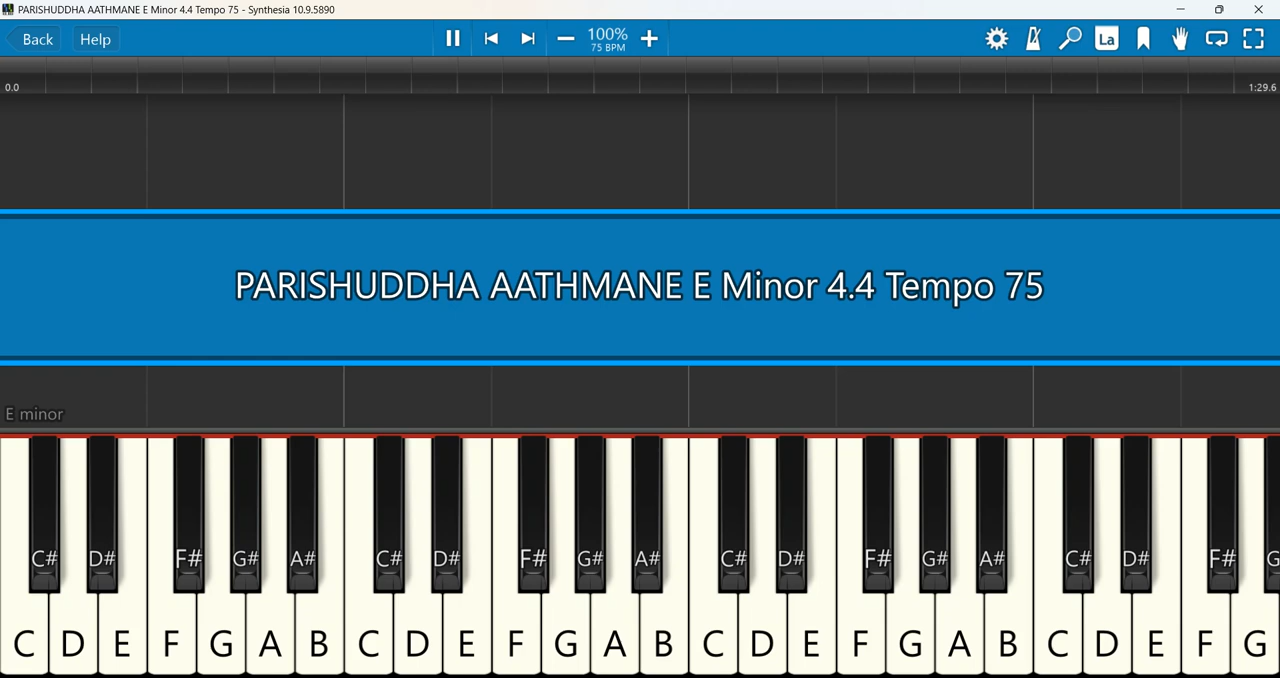 PARISHUDDHA AATHMANE E Minor 4.4 Tempo 75 - Synthesia 10.9.5890
Back Help 100% La
75 BPM
0.0 1:29.6
PARISHUDDHA AATHMANE E Minor 4.4 Tempo 75
E minor
C# D# F# G# A# C# D# F# G# A# C# D# F# G# A# C# D# F# G
C D E F G A B C D E F G A B C D E F G A B C D E F G